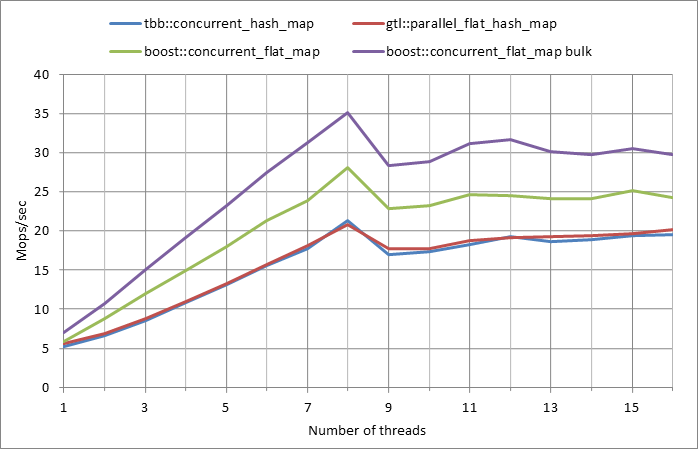 tbb::concurrent_hash_map gtl::parallel_flat_hash_map
boost::concurrent_flat_map boost::concurrent_flat_map bulk
40
35
30
25
20
15
10
5
0
Mops/sec
1 3 5 7 9 11 13 15
Number of threads